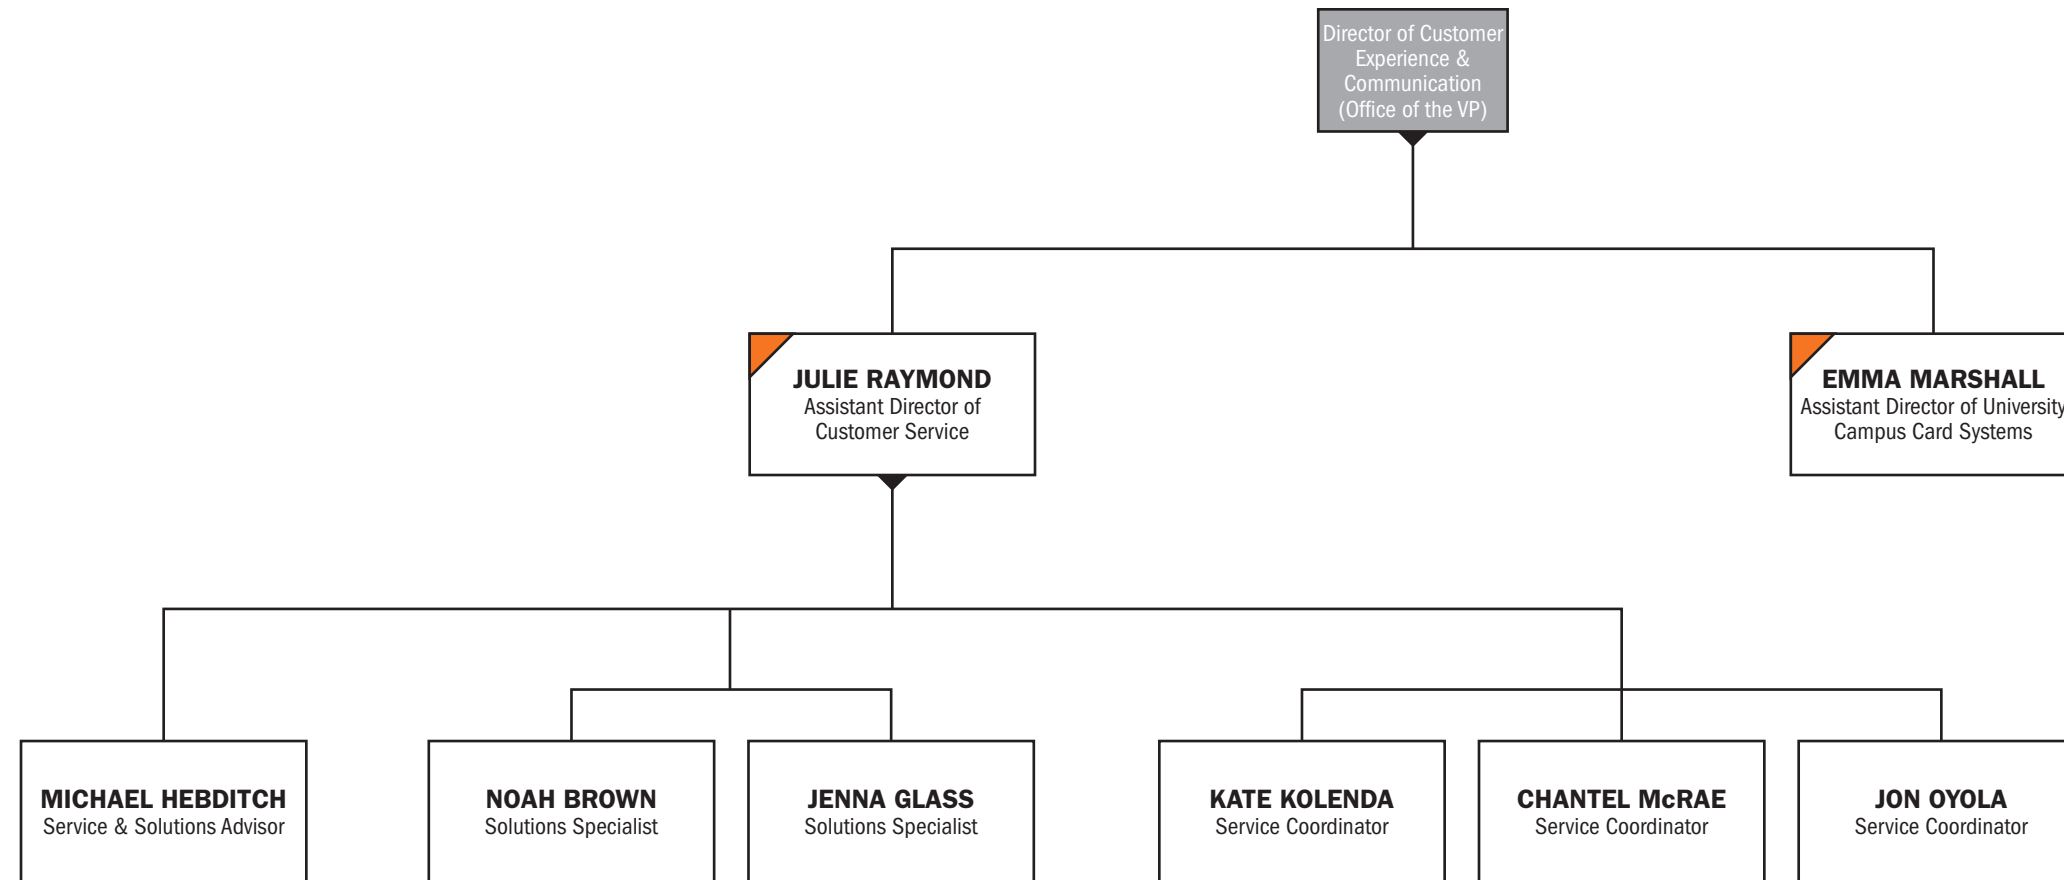 Director of Customer
Experience &
Communication
(Office of the VP)
JULIE RAYMOND
Assistant Director of
Customer Service
EMMA MARSHALL
Assistant Director of University
Campus Card Systems
MICHAEL HEBDITCH
Service & Solutions Advisor
NOAH BROWN
Solutions Specialist
JENNA GLASS
Solutions Specialist
KATE KOLENDA
Service Coordinator
CHANTEL McRAE
Service Coordinator
JON OYOLA
Service Coordinator